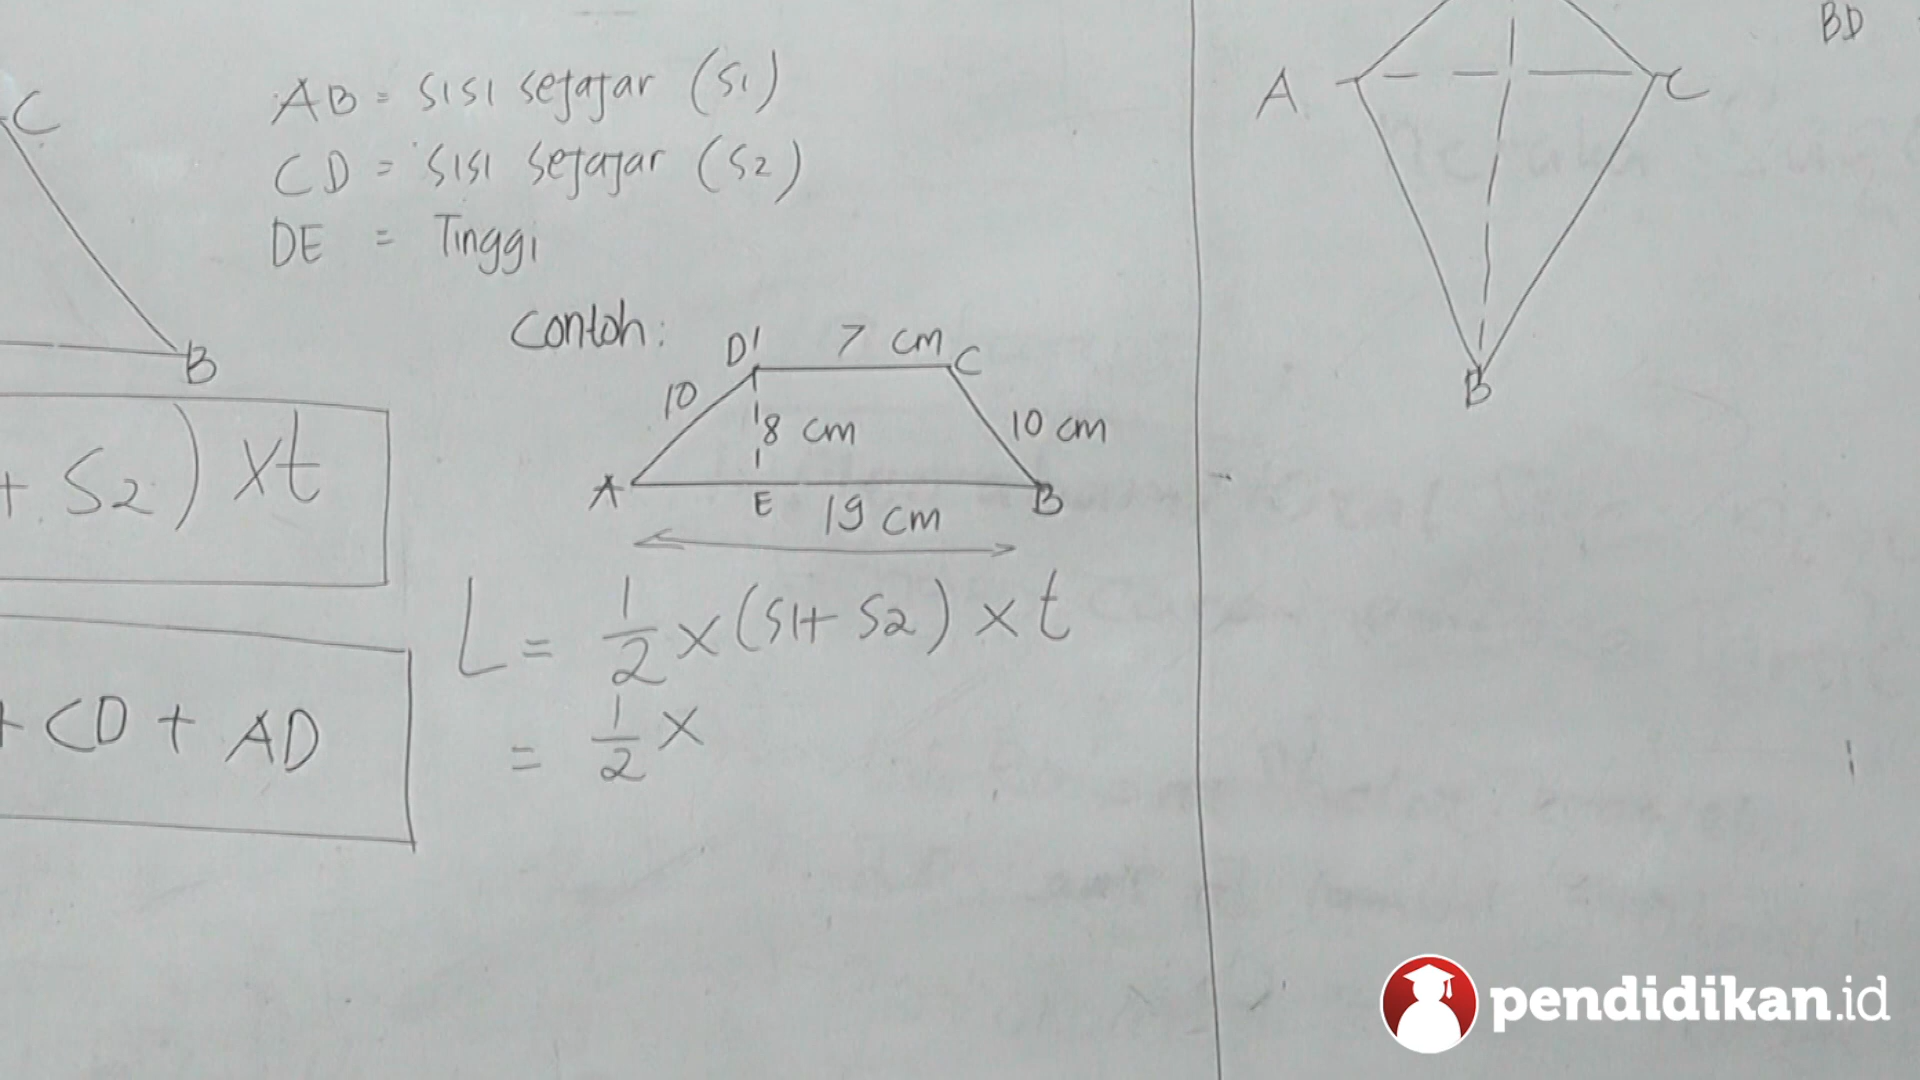 C
B
AB = sisi sejajar (S1)
CD = sisi sejajar (S2)
DE = Tinggi
+ S2) x t
+ CD + AD
Contoh:
D 7 cm C
10
8 cm
10 cm
A E B
19 cm
L = 1/2 x (S1 + S2) x t
= 1/2 x
BD
A C
B
pendidikan.id